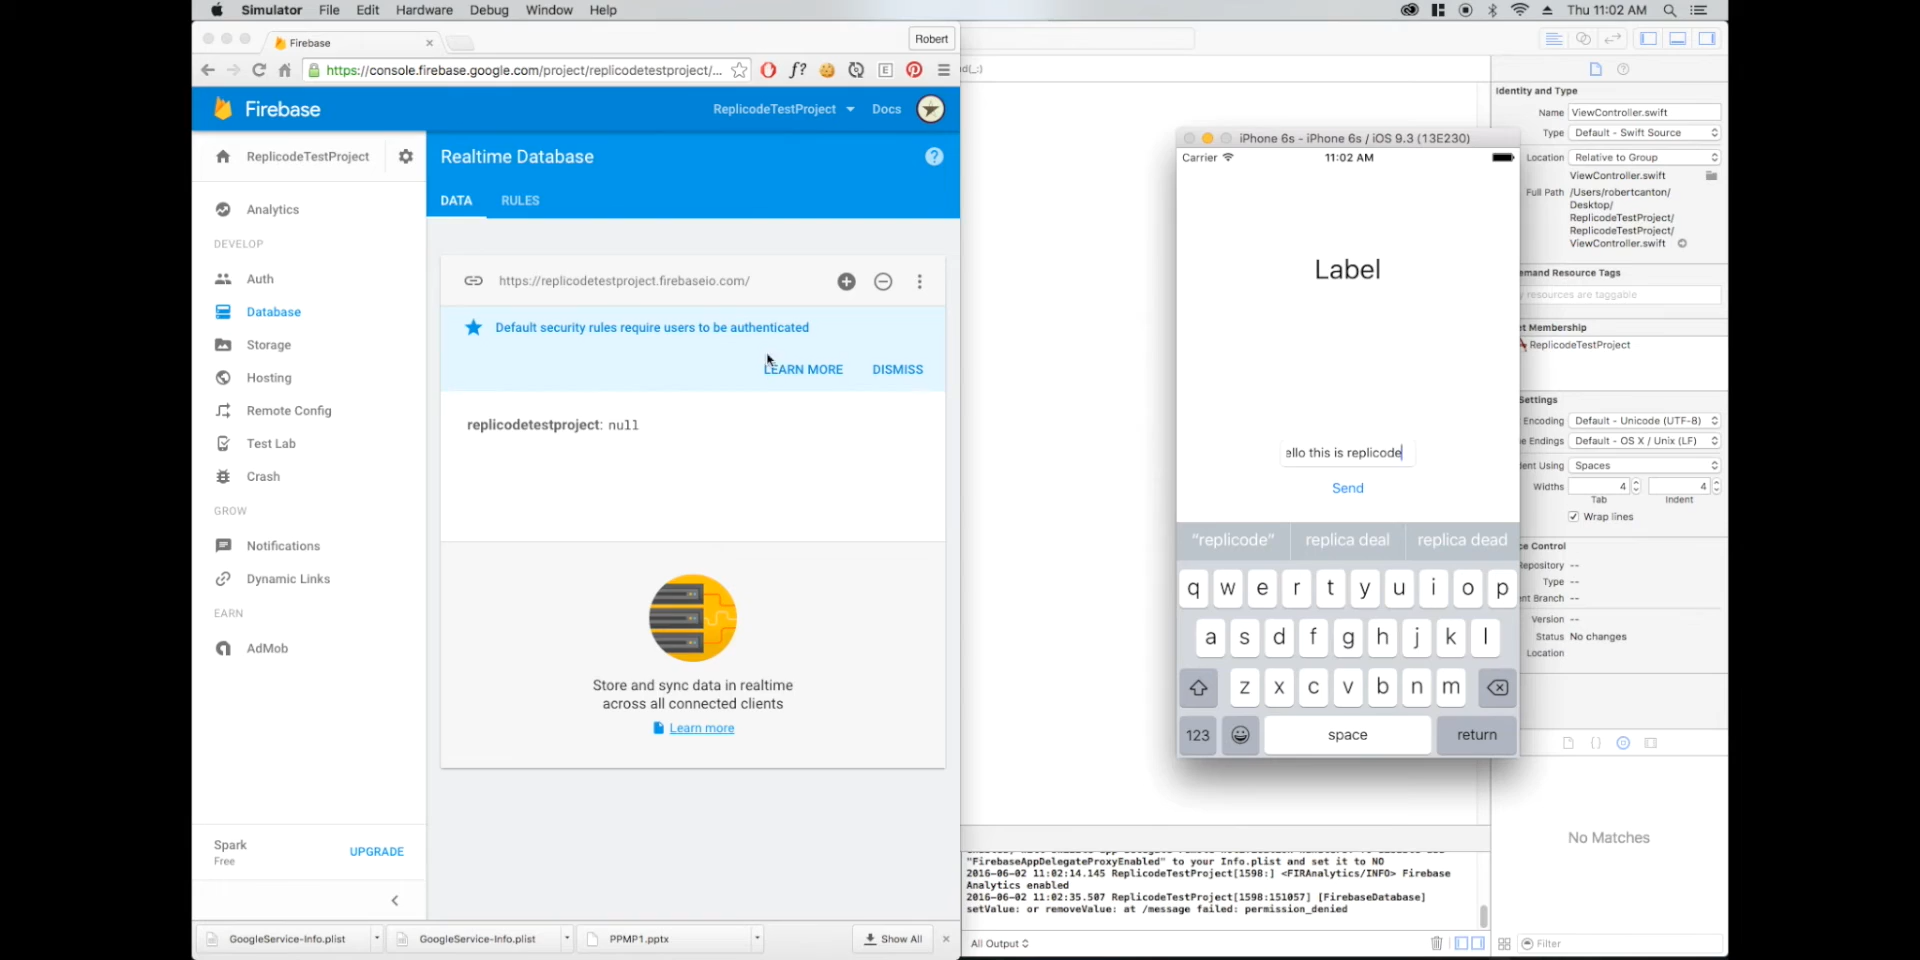 Simulator File Edit Hardware Debug Window Help
Thu 11:02 AM
Firebase
Robert
https://console.firebase.google.com/project/replicodetestproject/...
f?
E
Firebase
ReplicodeTestProject
Docs
ReplicodeTestProject
Analytics
DEVELOP
Auth
Database
Storage
Hosting
Remote Config
Test Lab
Crash
GROW
Notifications
Dynamic Links
EARN
AdMob
Spark
Free
UPGRADE
Realtime Database
DATA RULES
https://replicodetestproject.firebaseio.com/
Default security rules require users to be authenticated
LEARN MORE DISMISS
replicodetestproject: null
Store and sync data in realtime
across all connected clients
Learn more
GoogleService-Info.plist
GoogleService-Info.plist
PPMP1.pptx
Show All
iPhone 6s - iPhone 6s / iOS 9.3 (13E230)
Carrier
11:02 AM
Label
ello this is replicode
Send
“replicode” replica deal replica dead
q w e r t y u i o p
a s d f g h j k l
z x c v b n m
123 space return
"FirebaseAppDelegateProxyEnabled" to your Info.plist and set it to NO
2016-06-02 11:02:14.145 ReplicodeTestProject[1598:] <FIRAnalytics/INFO> Firebase
Analytics enabled
2016-06-02 11:02:35.507 ReplicodeTestProject[1598:151057] [FirebaseDatabase]
setValue: or removeValue: at /message failed: permission_denied
All Output
Identity and Type
Name ViewController.swift
Type Default - Swift Source
Location Relative to Group
ViewController.swift
Full Path /Users/robertcanton/
Desktop/
ReplicodeTestProject/
ReplicodeTestProject/
ViewController.swift
emand Resource Tags
resources are taggable
et Membership
ReplicodeTestProject
Settings
Encoding Default - Unicode (UTF-8)
e Endings Default - OS X / Unix (LF)
ent Using Spaces
Widths 4 4
Tab Indent
Wrap lines
ce Control
Repository --
Type --
nt Branch --
Version --
Status No changes
Location
No Matches
Filter